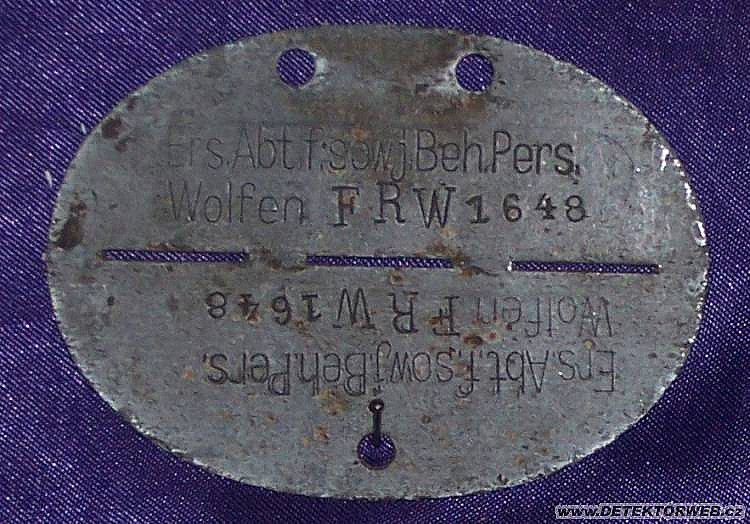 Ers.Abt.f.sowj.Beh.Pers.
Wolfen FRW1648
Wolfen FRW1648
Ers.Abt.f.sowj.Beh.Pers.
www.DETEKTORWEB.cz